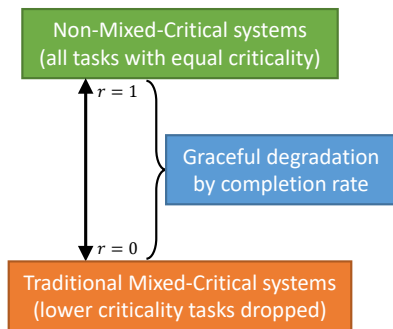 Non-Mixed-Critical systems
(all tasks with equal criticality)
r = 1
Graceful degradation
by completion rate
r = 0
Traditional Mixed-Critical systems
(lower criticality tasks dropped)